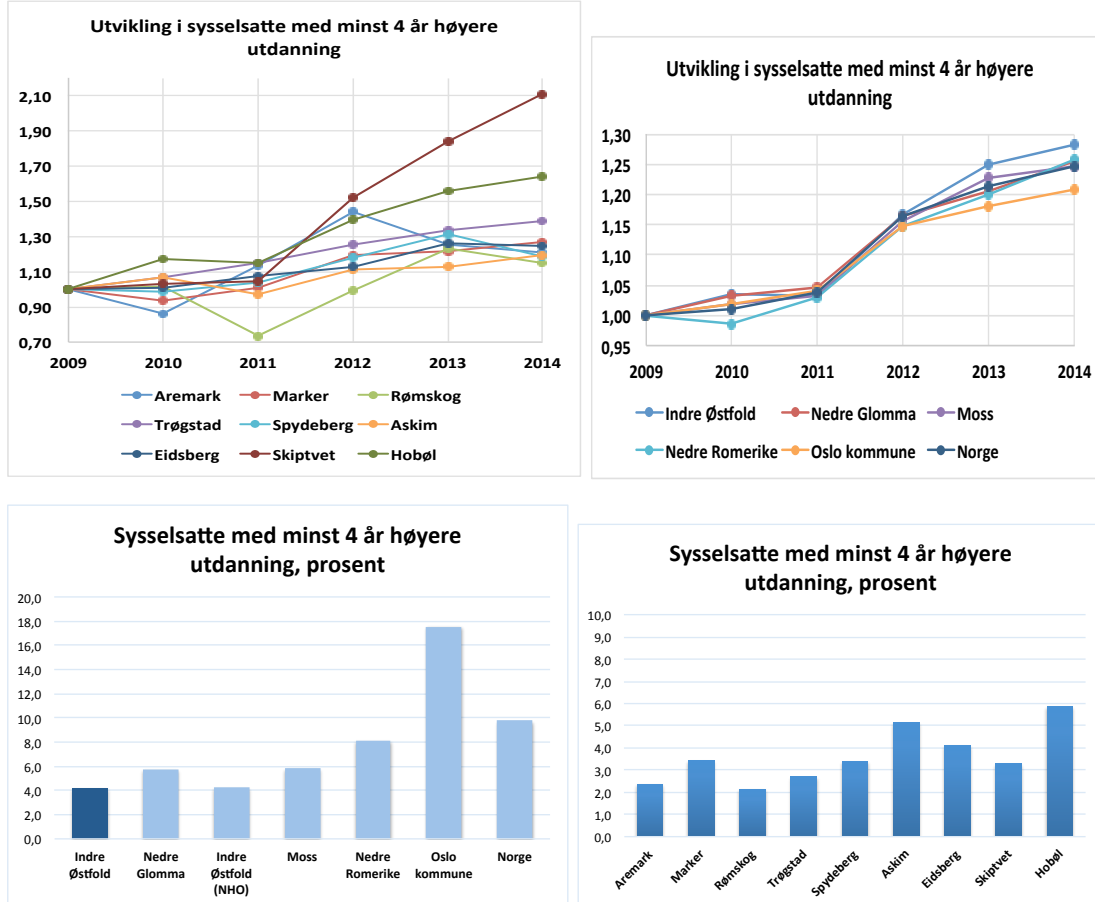 Utvikling i sysselsatte med minst 4 år høyere
utdanning
2,10
1,90
1,70
1,50
1,30
1,10
0,90
0,70
2009 2010 2011 2012 2013 2014
Aremark Marker Rømskog
Trøgstad Spydeberg Askim
Eidsberg Skiptvet Hobøl
Utvikling i sysselsatte med minst 4 år høyere
utdanning
1,30
1,25
1,20
1,15
1,10
1,05
1,00
0,95
2009 2010 2011 2012 2013 2014
Indre Østfold Nedre Glomma Moss
Nedre Romerike Oslo kommune Norge
Sysselsatte med minst 4 år høyere
utdanning, prosent
20,0
18,0
16,0
14,0
12,0
10,0
8,0
6,0
4,0
2,0
0,0
Indre Nedre Indre Moss Nedre Oslo Norge
Østfold Glomma Østfold Romerike kommune
(NHO)
Sysselsatte med minst 4 år høyere
utdanning, prosent
10,0
9,0
8,0
7,0
6,0
5,0
4,0
3,0
2,0
1,0
0,0
Aremark Marker Rømskog Trøgstad Spydeberg Askim Eidsberg Skiptvet Hobøl